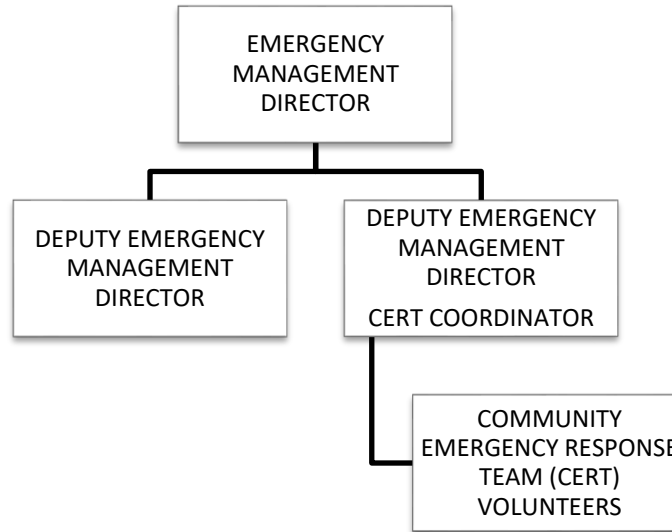 EMERGENCY
MANAGEMENT
DIRECTOR
DEPUTY EMERGENCY
MANAGEMENT
DIRECTOR
DEPUTY EMERGENCY
MANAGEMENT
DIRECTOR
CERT COORDINATOR
COMMUNITY
EMERGENCY RESPONSE
TEAM (CERT)
VOLUNTEERS